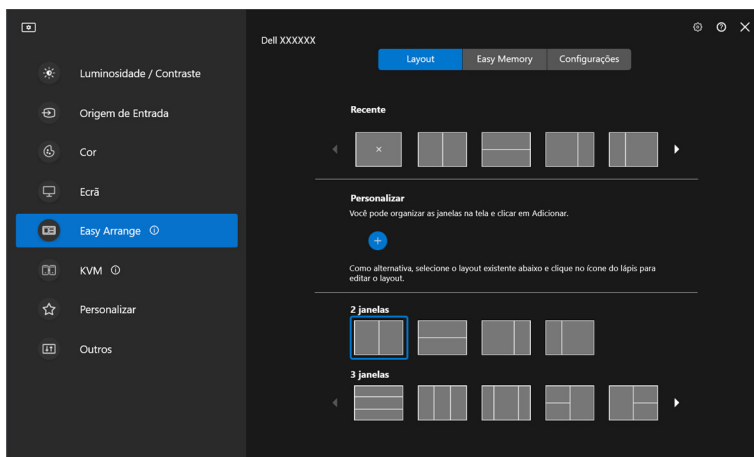 Dell XXXXXX
Luminosidade / Contraste
Origem de Entrada
Cor
Ecrã
Easy Arrange
KVM
Personalizar
Outros
Layout
Easy Memory
Configurações
Recente
Personalizar
Você pode organizar as janelas na tela e clicar em Adicionar.
Como alternativa, selecione o layout existente abaixo e clique no ícone do lápis para
editar o layout.
2 janelas
3 janelas